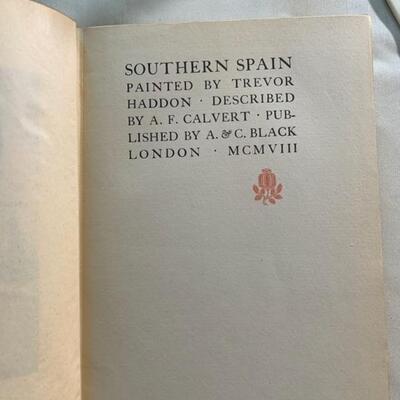 SOUTHERN SPAIN
PAINTED BY TREVOR
HADDON · DESCRIBED
BY A. F. CALVERT · PUB-
LISHED BY A. & C. BLACK
LONDON · MCMVIII